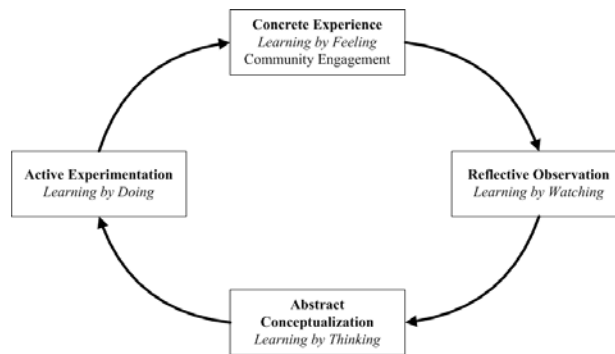 Concrete Experience
Learning by Feeling
Community Engagement
Active Experimentation
Learning by Doing
Reflective Observation
Learning by Watching
Abstract
Conceptualization
Learning by Thinking